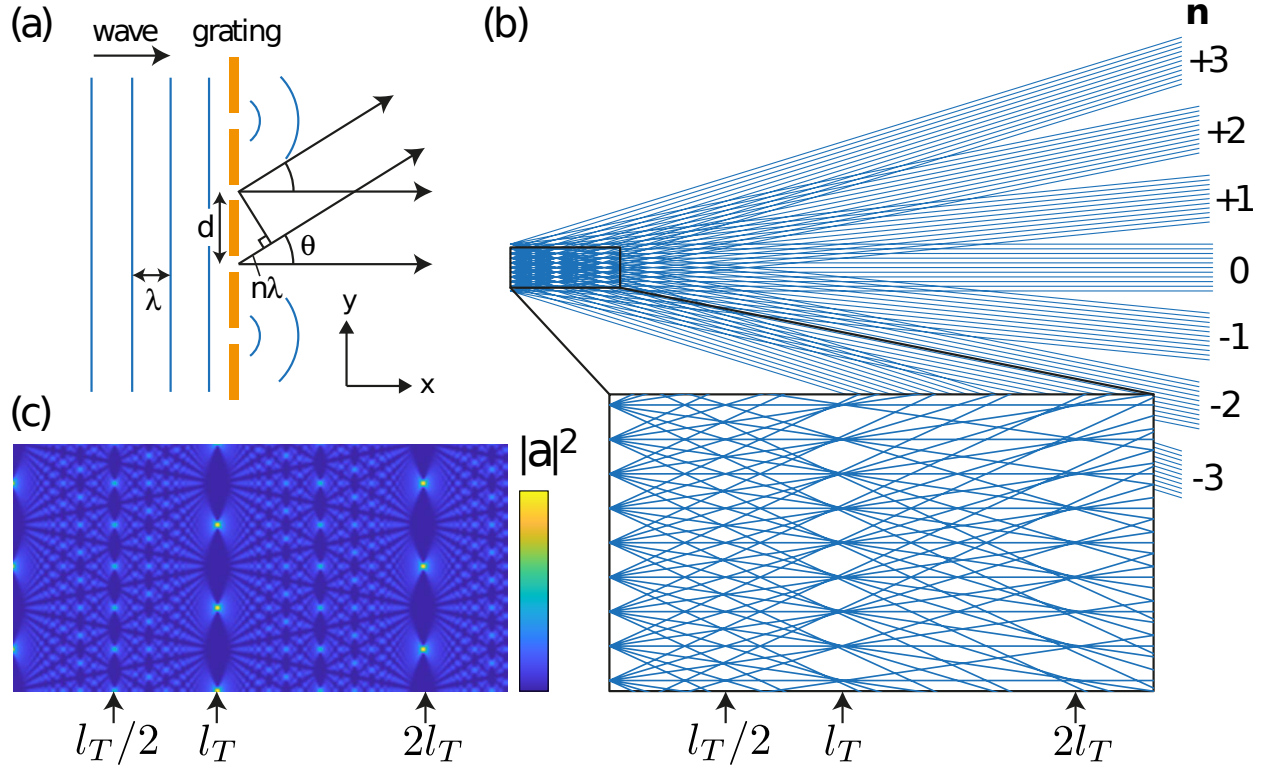 (a)
wave
grating
d
θ
nλ
λ
y
x
(b)
n
+3
+2
+1
0
-1
-2
-3
l_T/2
l_T
2l_T
(c)
|a|²
l_T/2
l_T
2l_T